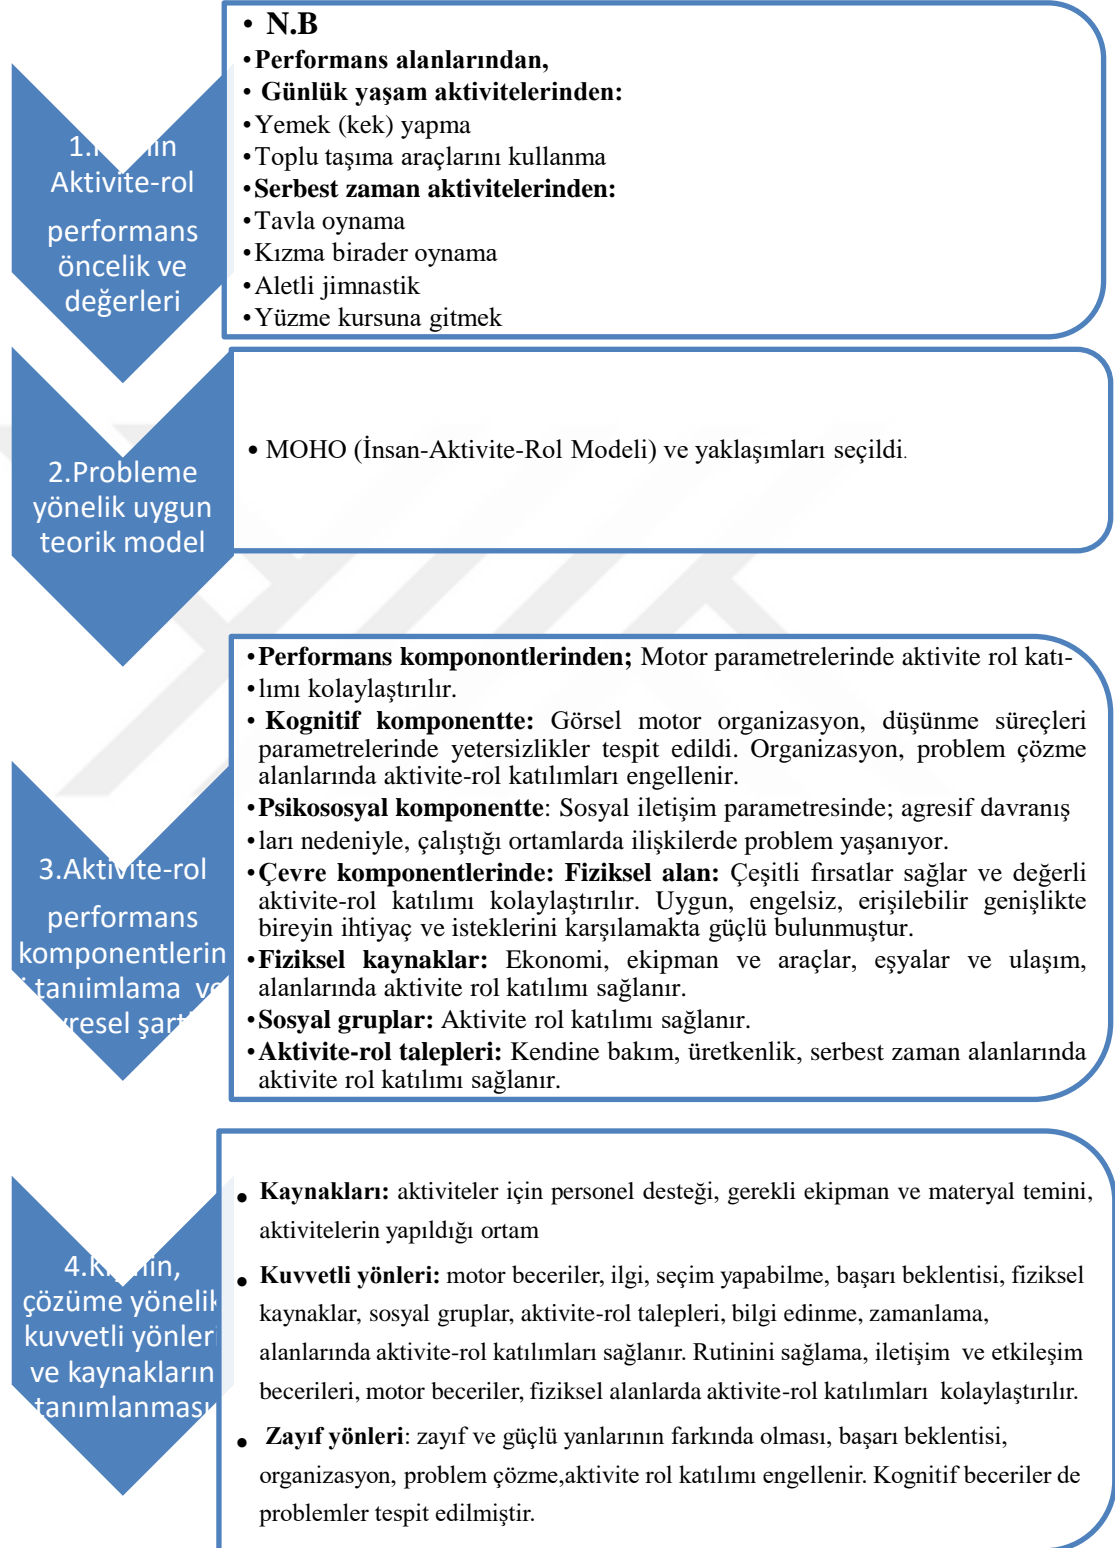 1.
Aktivite-rol
performans
öncelik ve
değerleri
• N.B
•Performans alanlarından,
• Günlük yaşam aktivitelerinden:
•Yemek (kek) yapma
•Toplu taşıma araçlarını kullanma
•Serbest zaman aktivitelerinden:
•Tavla oynama
•Kızma birader oynama
•Aletli jimnastik
•Yüzme kursuna gitmek
2.Probleme
yönelik uygun
teorik model
• MOHO (İnsan-Aktivite-Rol Modeli) ve yaklaşımları seçildi.
3.Aktivite-rol
performans
komponentlerin
i tanıimlama ve
•Performans komponontlerinden; Motor parametrelerinde aktivite rol katı-
•lımı kolaylaştırılır.
• Kognitif komponentte: Görsel motor organizasyon, düşünme süreçleri
parametrelerinde yetersizlikler tespit edildi. Organizasyon, problem çözme
alanlarında aktivite-rol katılımları engellenir.
•Psikososyal komponentte: Sosyal iletişim parametresinde; agresif davranış
•ları nedeniyle, çalıştığı ortamlarda ilişkilerde problem yaşanıyor.
•Çevre komponentlerinde: Fiziksel alan: Çeşitli fırsatlar sağlar ve değerli
aktivite-rol katılımı kolaylaştırılır. Uygun, engelsiz, erişilebilir genişlikte
bireyin ihtiyaç ve isteklerini karşılamakta güçlü bulunmuştur.
•Fiziksel kaynaklar: Ekonomi, ekipman ve araçlar, eşyalar ve ulaşım,
alanlarında aktivite rol katılımı sağlanır.
•Sosyal gruplar: Aktivite rol katılımı sağlanır.
•Aktivite-rol talepleri: Kendine bakım, üretkenlik, serbest zaman alanlarında
aktivite rol katılımı sağlanır.
4.
çözüme yönelik
kuvvetli yönleri
ve kaynakların
tanımlanması
• Kaynakları: aktiviteler için personel desteği, gerekli ekipman ve materyal temini,
aktivitelerin yapıldığı ortam
• Kuvvetli yönleri: motor beceriler, ilgi, seçim yapabilme, başarı beklentisi, fiziksel
kaynaklar, sosyal gruplar, aktivite-rol talepleri, bilgi edinme, zamanlama,
alanlarında aktivite-rol katılımları sağlanır. Rutinini sağlama, iletişim ve etkileşim
becerileri, motor beceriler, fiziksel alanlarda aktivite-rol katılımları kolaylaştırılır.
• Zayıf yönleri: zayıf ve güçlü yanlarının farkında olması, başarı beklentisi,
organizasyon, problem çözme,aktivite rol katılımı engellenir. Kognitif beceriler de
problemler tespit edilmiştir.